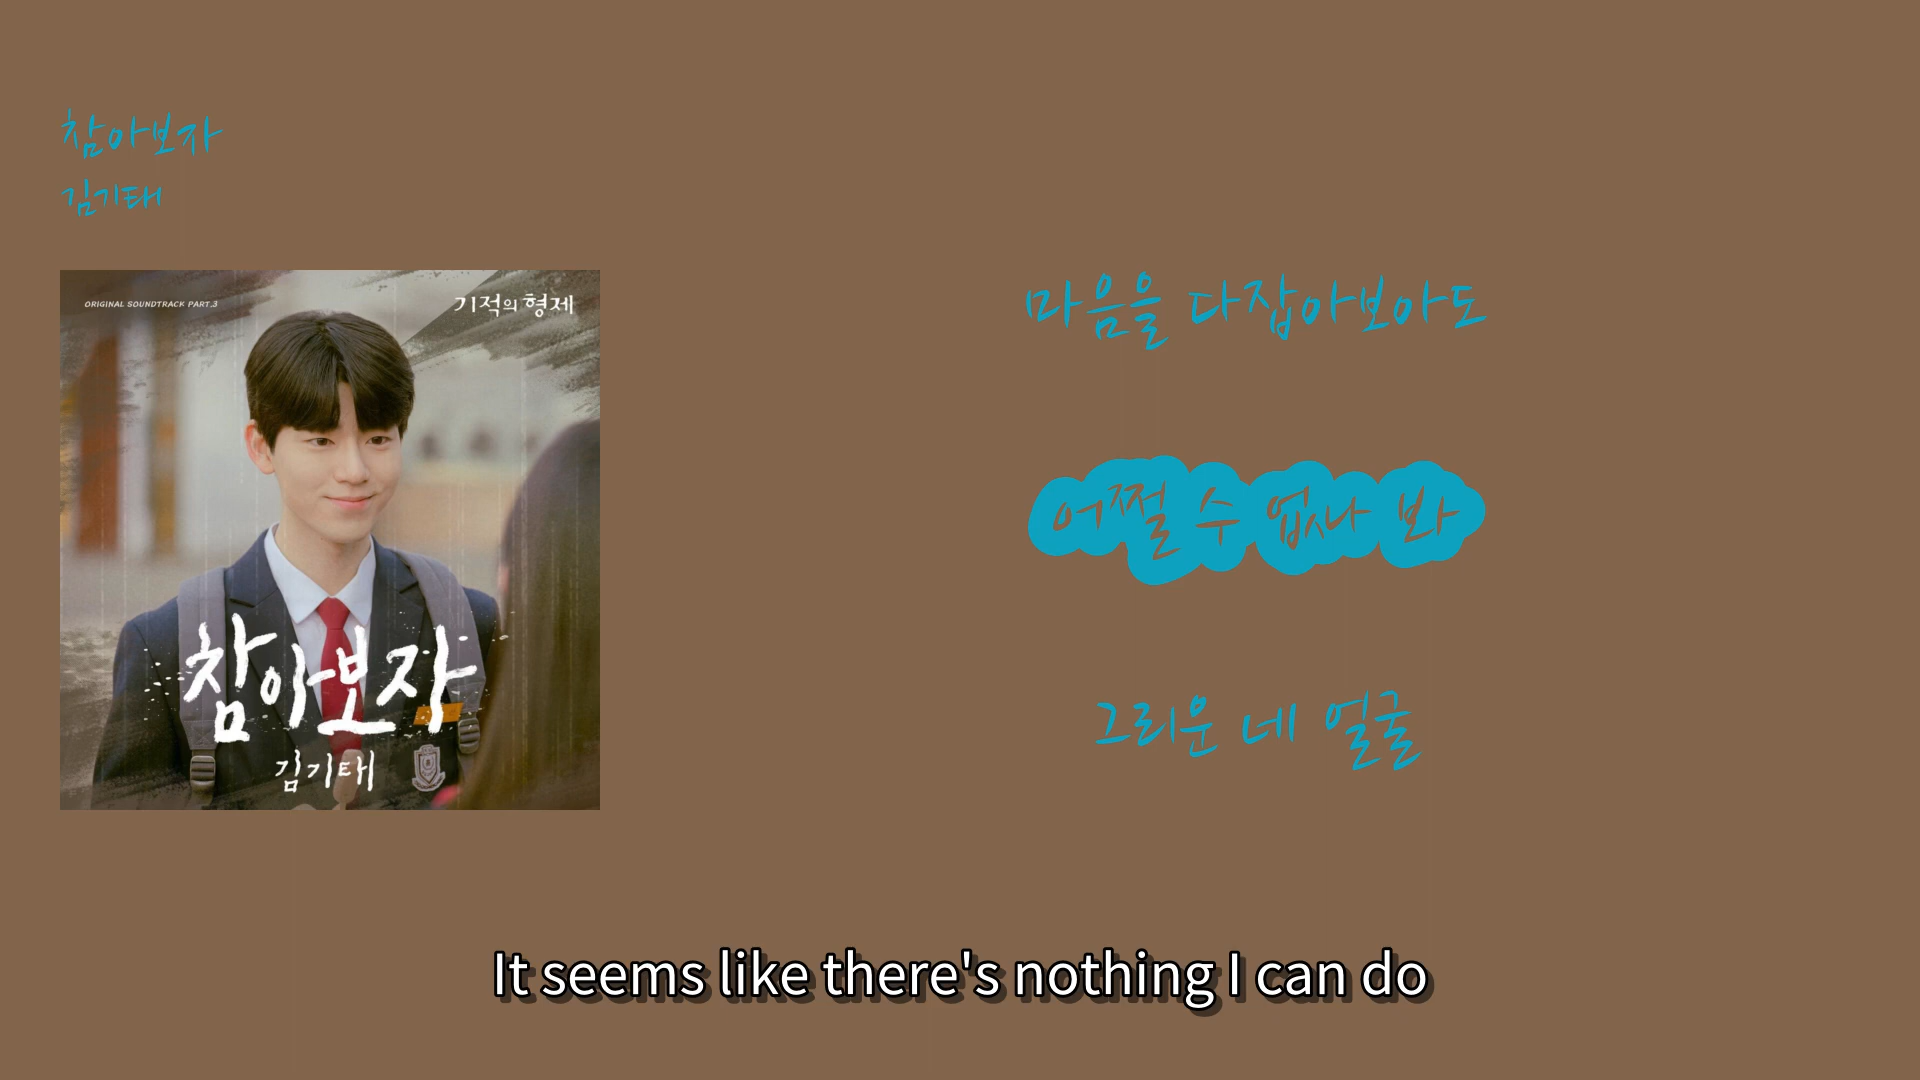 참아보자
김기태
ORIGINAL SOUNDTRACK PART.3
기적의 형제
참아보자
김기태
마음을 다잡아보아도
어쩔 수 없나 봐
그리운 네 얼굴
It seems like there's nothing I can do